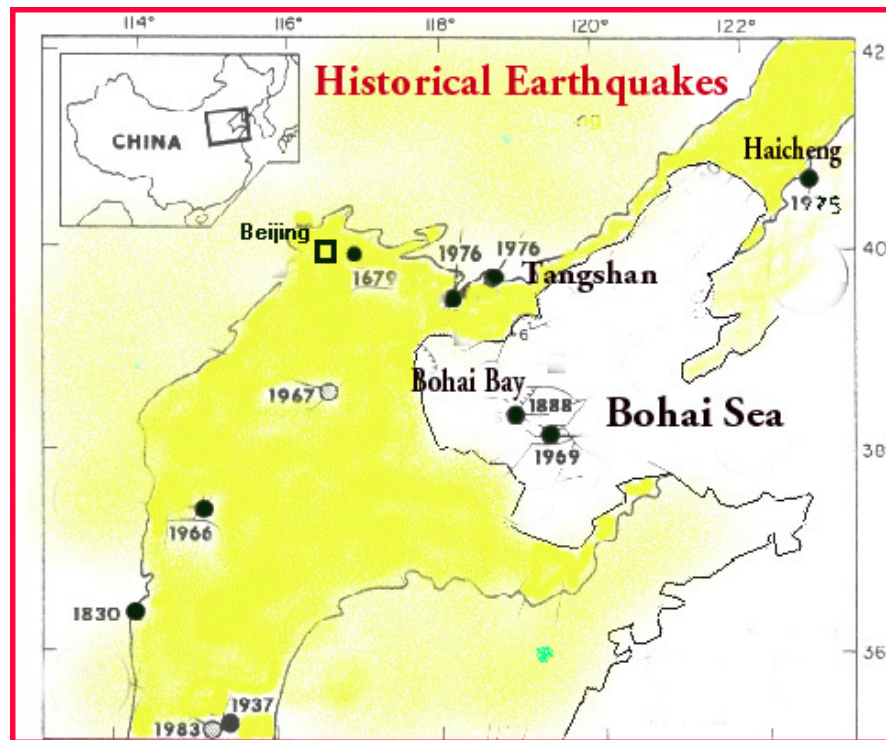 114° 116° 118° 120° 122°
42
Historical Earthquakes
CHINA
Haicheng
1975
Beijing
40
1976 1976
1679
Tangshan
Bohai Bay
1967
1888
Bohai Sea
1969
38
1966
1830
36
1937
1983